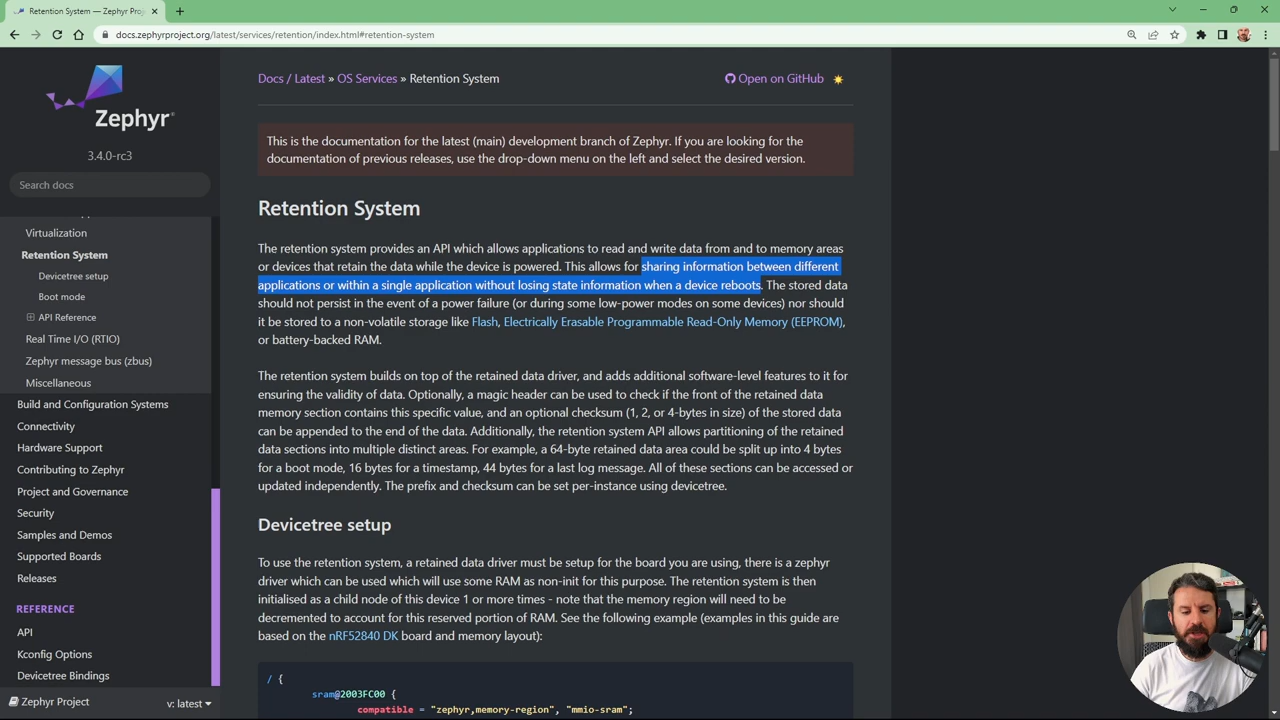 Retention System — Zephyr Proj
docs.zephyrproject.org/latest/services/retention/index.html#retention-system
Zephyr
3.4.0-rc3
Search docs
Virtualization
Retention System
Devicetree setup
Boot mode
API Reference
Real Time I/O (RTIO)
Zephyr message bus (zbus)
Miscellaneous
Build and Configuration Systems
Connectivity
Hardware Support
Contributing to Zephyr
Project and Governance
Security
Samples and Demos
Supported Boards
Releases
REFERENCE
API
Kconfig Options
Devicetree Bindings
Zephyr Project
v: latest
Docs / Latest » OS Services » Retention System
Open on GitHub
This is the documentation for the latest (main) development branch of Zephyr. If you are looking for the
documentation of previous releases, use the drop-down menu on the left and select the desired version.
Retention System
The retention system provides an API which allows applications to read and write data from and to memory areas
or devices that retain the data while the device is powered. This allows for sharing information between different
applications or within a single application without losing state information when a device reboots. The stored data
should not persist in the event of a power failure (or during some low-power modes on some devices) nor should
it be stored to a non-volatile storage like Flash, Electrically Erasable Programmable Read-Only Memory (EEPROM),
or battery-backed RAM.
The retention system builds on top of the retained data driver, and adds additional software-level features to it for
ensuring the validity of data. Optionally, a magic header can be used to check if the front of the retained data
memory section contains this specific value, and an optional checksum (1, 2, or 4-bytes in size) of the stored data
can be appended to the end of the data. Additionally, the retention system API allows partitioning of the retained
data sections into multiple distinct areas. For example, a 64-byte retained data area could be split up into 4 bytes
for a boot mode, 16 bytes for a timestamp, 44 bytes for a last log message. All of these sections can be accessed or
updated independently. The prefix and checksum can be set per-instance using devicetree.
Devicetree setup
To use the retention system, a retained data driver must be setup for the board you are using, there is a zephyr
driver which can be used which will use some RAM as non-init for this purpose. The retention system is then
initialised as a child node of this device 1 or more times - note that the memory region will need to be
decremented to account for this reserved portion of RAM. See the following example (examples in this guide are
based on the nRF52840 DK board and memory layout):
/ {
sram@2003FC00 {
compatible = "zephyr,memory-region", "mmio-sram";